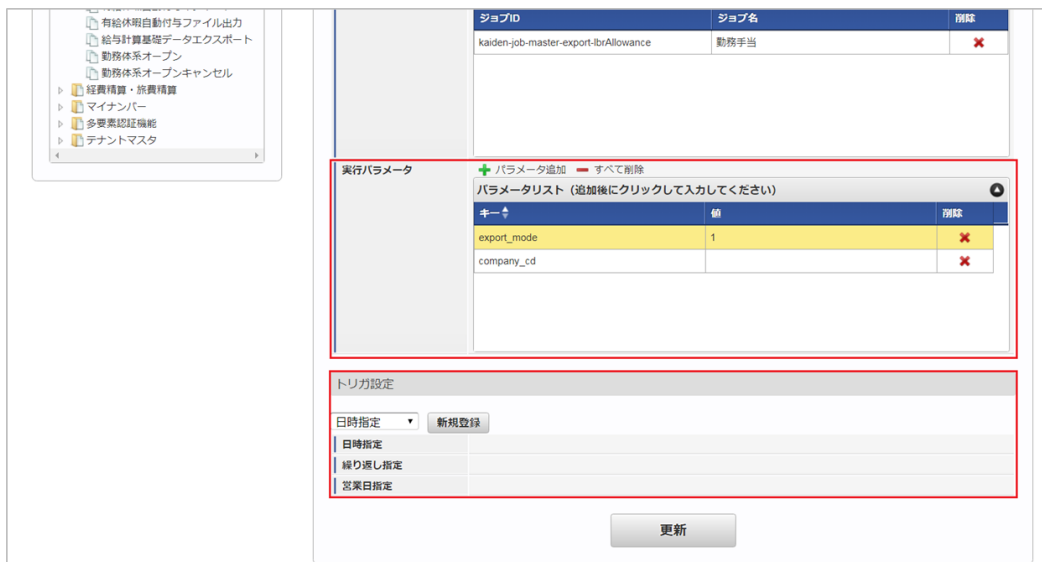 有給休暇自動付与ファイル出力
給与計算基礎データエクスポート
勤務体系オープン
勤務体系オープンキャンセル
経費精算・旅費精算
マイナンバー
多要素認証機能
テナントマスタ
ジョブID ジョブ名 削除
kaiden-job-master-export-lbrAllowance 勤務手当
実行パラメータ パラメータ追加 すべて削除
パラメータリスト（追加後にクリックして入力してください）
キー 値 削除
export_mode 1
company_cd
トリガ設定
日時指定 新規登録
日時指定
繰り返し指定
営業日指定
更新